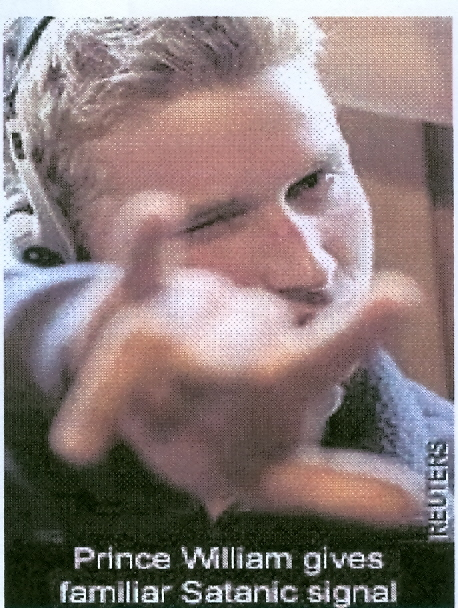 REUTERS
Prince William gives
familiar Satanic signal